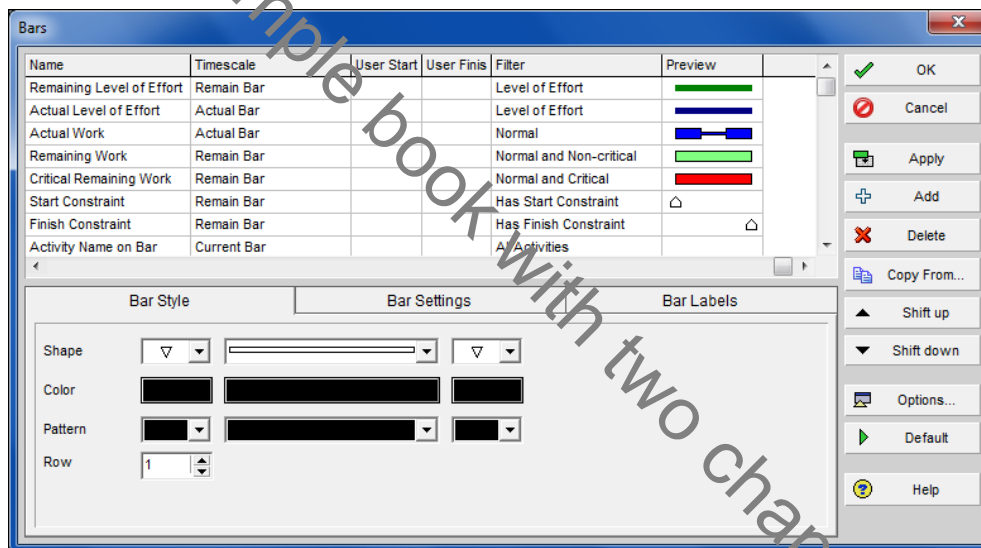 Bars
Name Timescale User Start User Finis Filter Preview
Remaining Level of Effort Remain Bar Level of Effort
Actual Level of Effort Actual Bar Level of Effort
Actual Work Actual Bar Normal
Remaining Work Remain Bar Normal and Non-critical
Critical Remaining Work Remain Bar Normal and Critical
Start Constraint Remain Bar Has Start Constraint
Finish Constraint Remain Bar Has Finish Constraint
Activity Name on Bar Current Bar All Activities
Bar Style Bar Settings Bar Labels
Shape
Color
Pattern
Row 1
OK
Cancel
Apply
Add
Delete
Copy From...
Shift up
Shift down
Options...
Default
Help
book with two